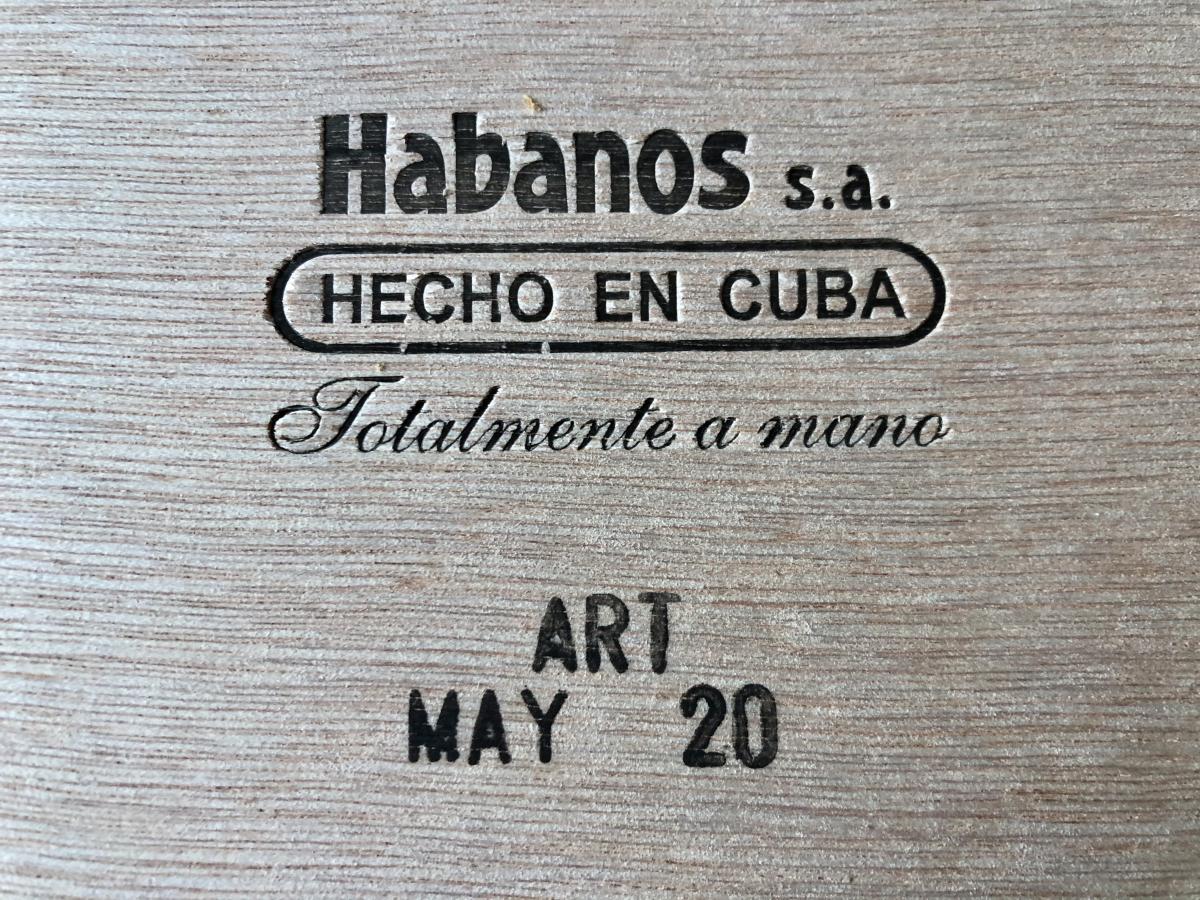 Habanos s.a.
HECHO EN CUBA
Totalmente a mano
ART
MAY 20